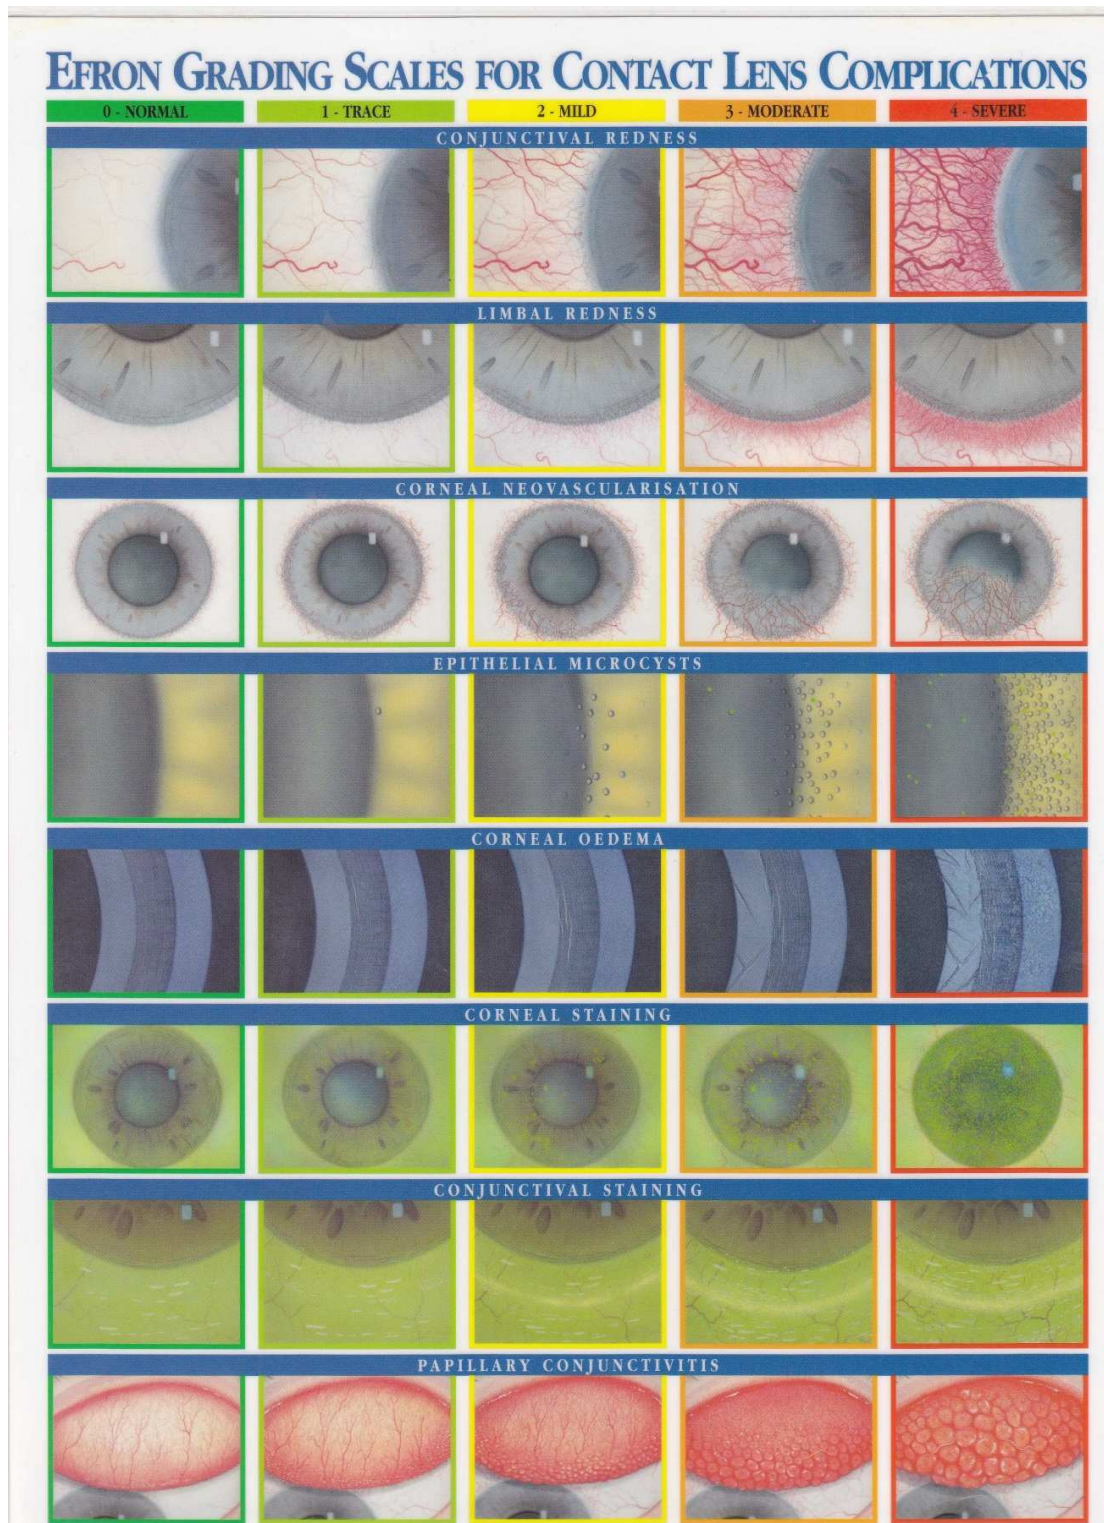 EFRON GRADING SCALES FOR CONTACT LENS COMPLICATIONS
0 - NORMAL 1 - TRACE 2 - MILD 3 - MODERATE 4 - SEVERE
CONJUNCTIVAL REDNESS
LIMBAL REDNESS
CORNEAL NEOVASCULARISATION
EPITHELIAL MICROCYSTS
CORNEAL OEDEMA
CORNEAL STAINING
CONJUNCTIVAL STAINING
PAPILLARY CONJUNCTIVITIS